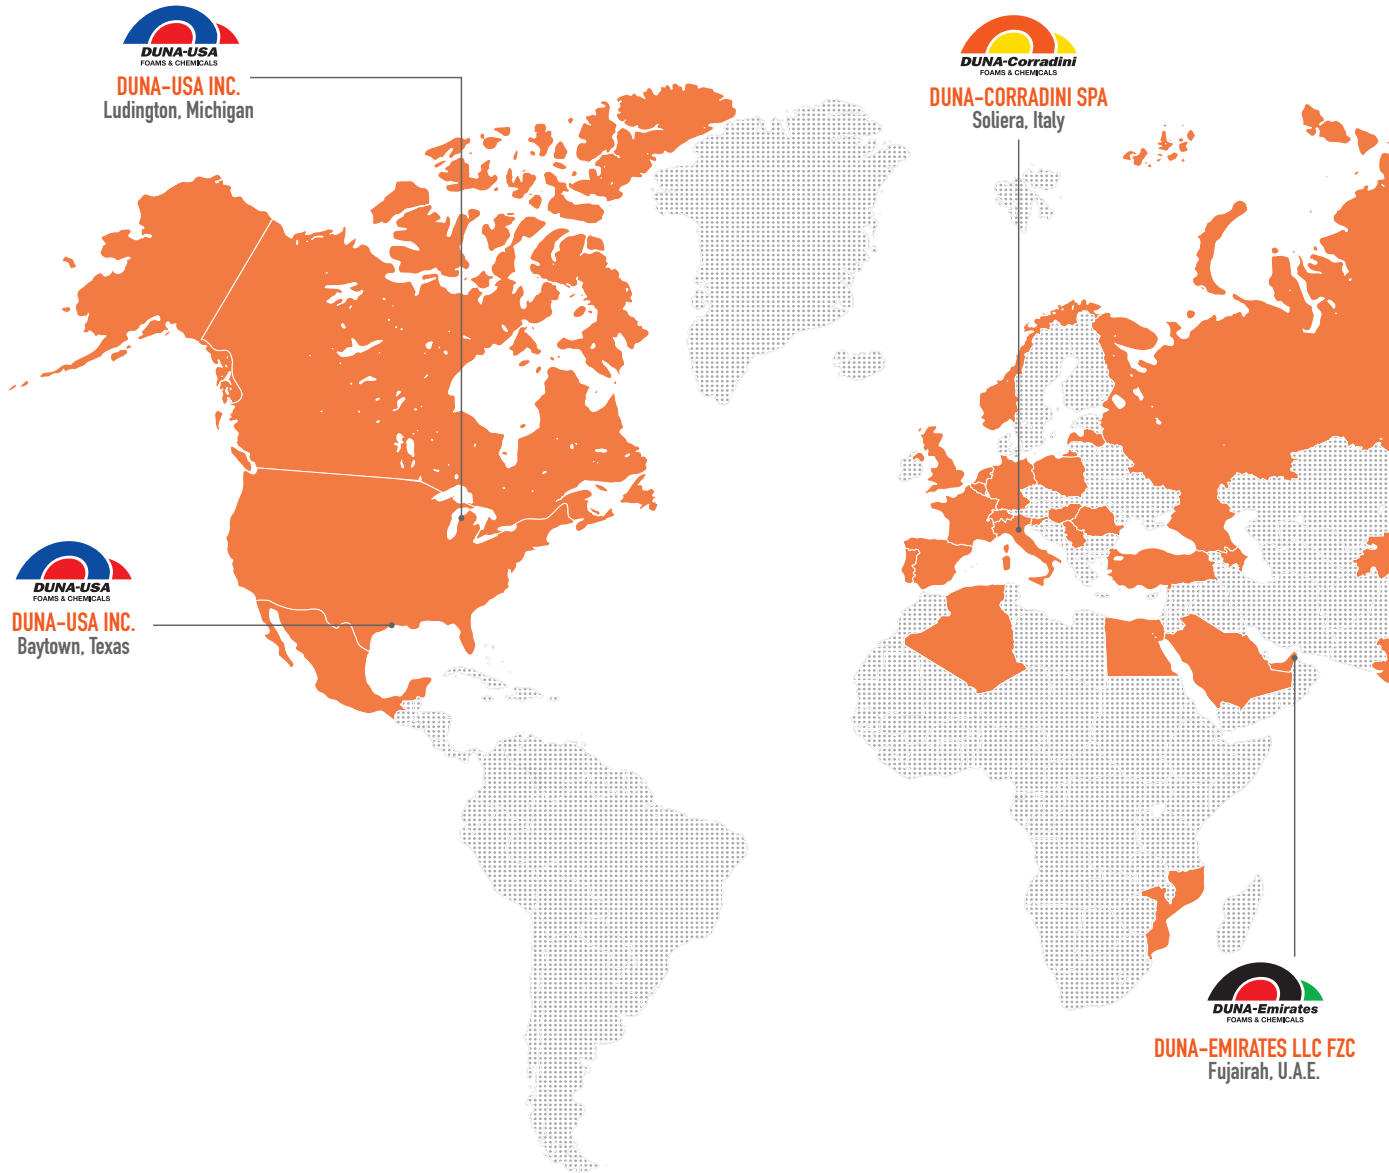 DUNA-USA
FOAMS & CHEMICALS
DUNA-USA INC.
Ludington, Michigan
DUNA-Corradini
FOAMS & CHEMICALS
DUNA-CORRADINI SPA
Soliera, Italy
DUNA-USA
FOAMS & CHEMICALS
DUNA-USA INC.
Baytown, Texas
DUNA-Emirates
FOAMS & CHEMICALS
DUNA-EMIRATES LLC FZC
Fujairah, U.A.E.